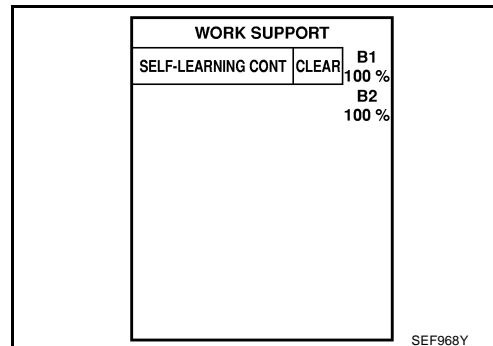 WORK SUPPORT
SELF-LEARNING CONT CLEAR B1
100 %
B2
100 %
SEF968Y